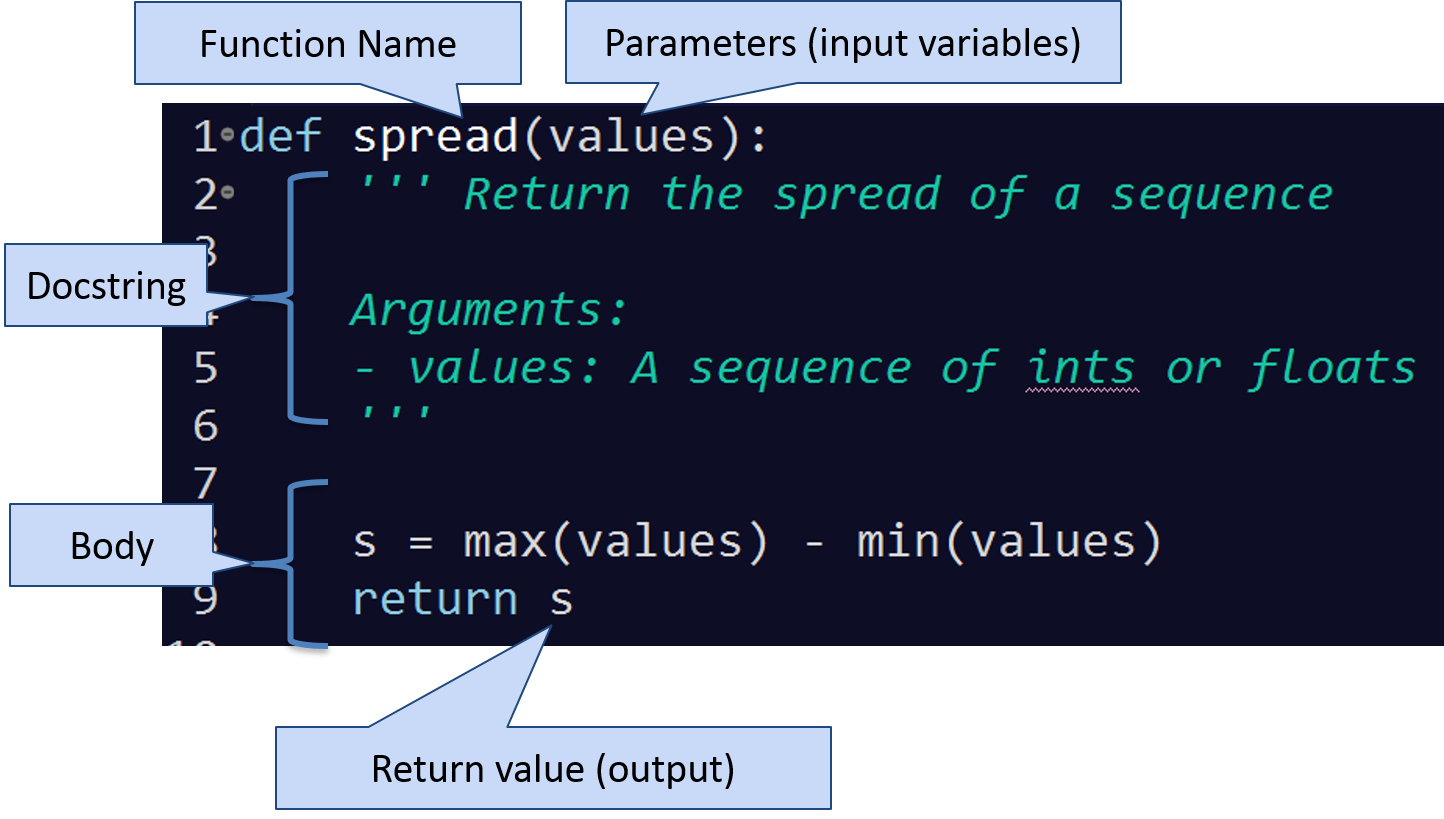 Function Name
Parameters (input variables)
1 def spread(values):
2 ''' Return the spread of a sequence
3
Docstring
4 Arguments:
5 - values: A sequence of ints or floats
6 '''
7
Body
8 s = max(values) - min(values)
9 return s
10
Return value (output)